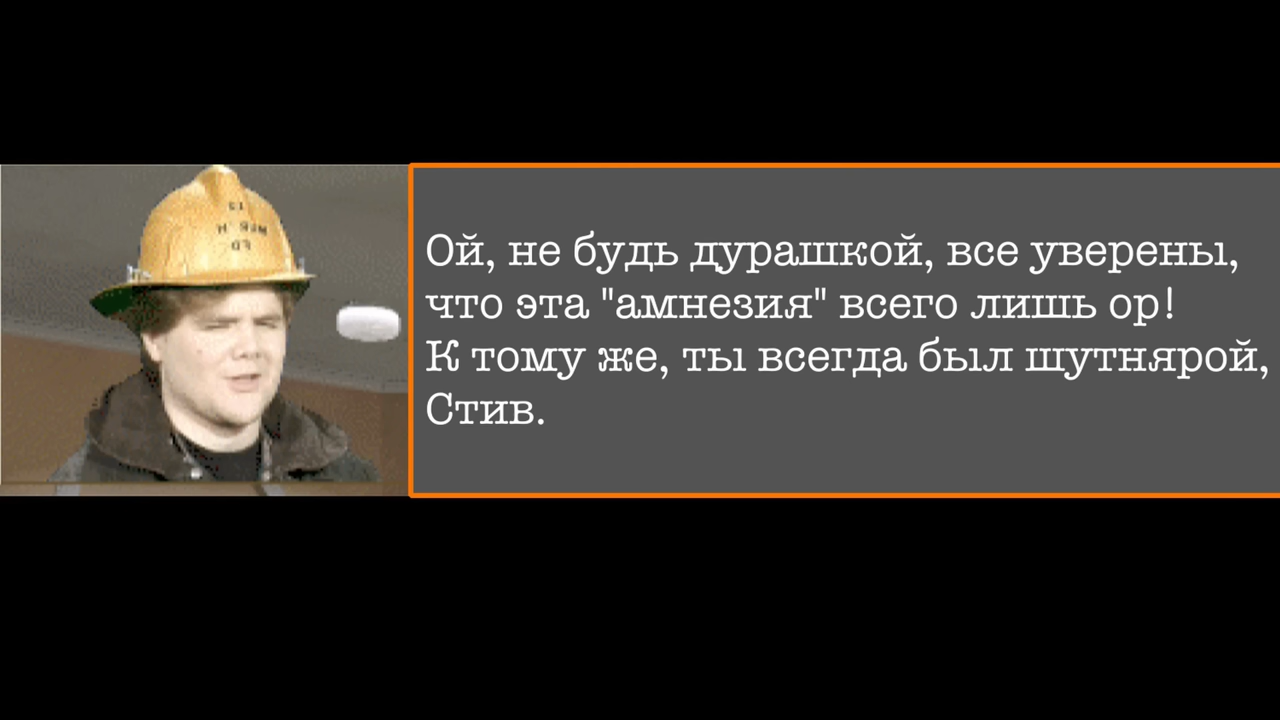 Ой, не будь дурашкой, все уверены,
что эта "амнезия" всего лишь ор!
К тому же, ты всегда был шутнярой,
Стив.